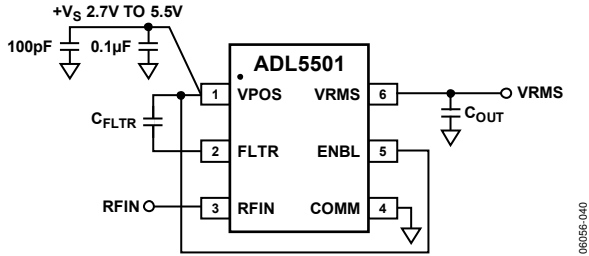 +VS 2.7V TO 5.5V
100pF 0.1µF
ADL5501
1 VPOS VRMS 6 VRMS
CFLTR COUT
2 FLTR ENBL 5
RFIN 3 RFIN COMM 4
06056-040